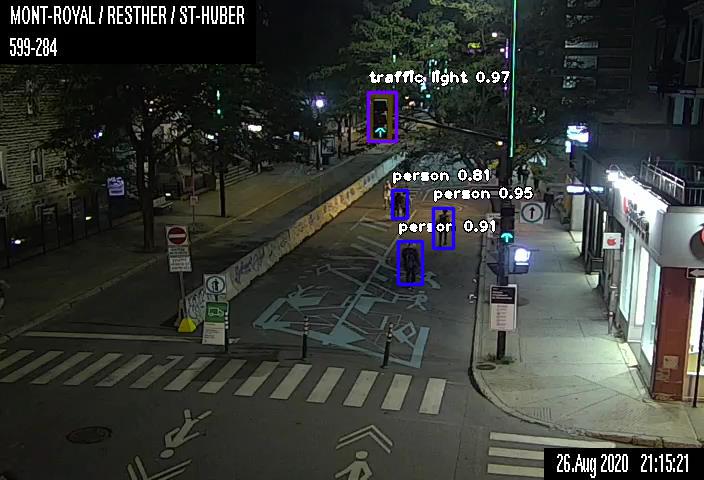 MONT-ROYAL / RESTHER / ST-HUBER
599-284
traffic light 0.97
person 0.81
person 0.95
person 0.91
26.Aug 2020 21:15:21